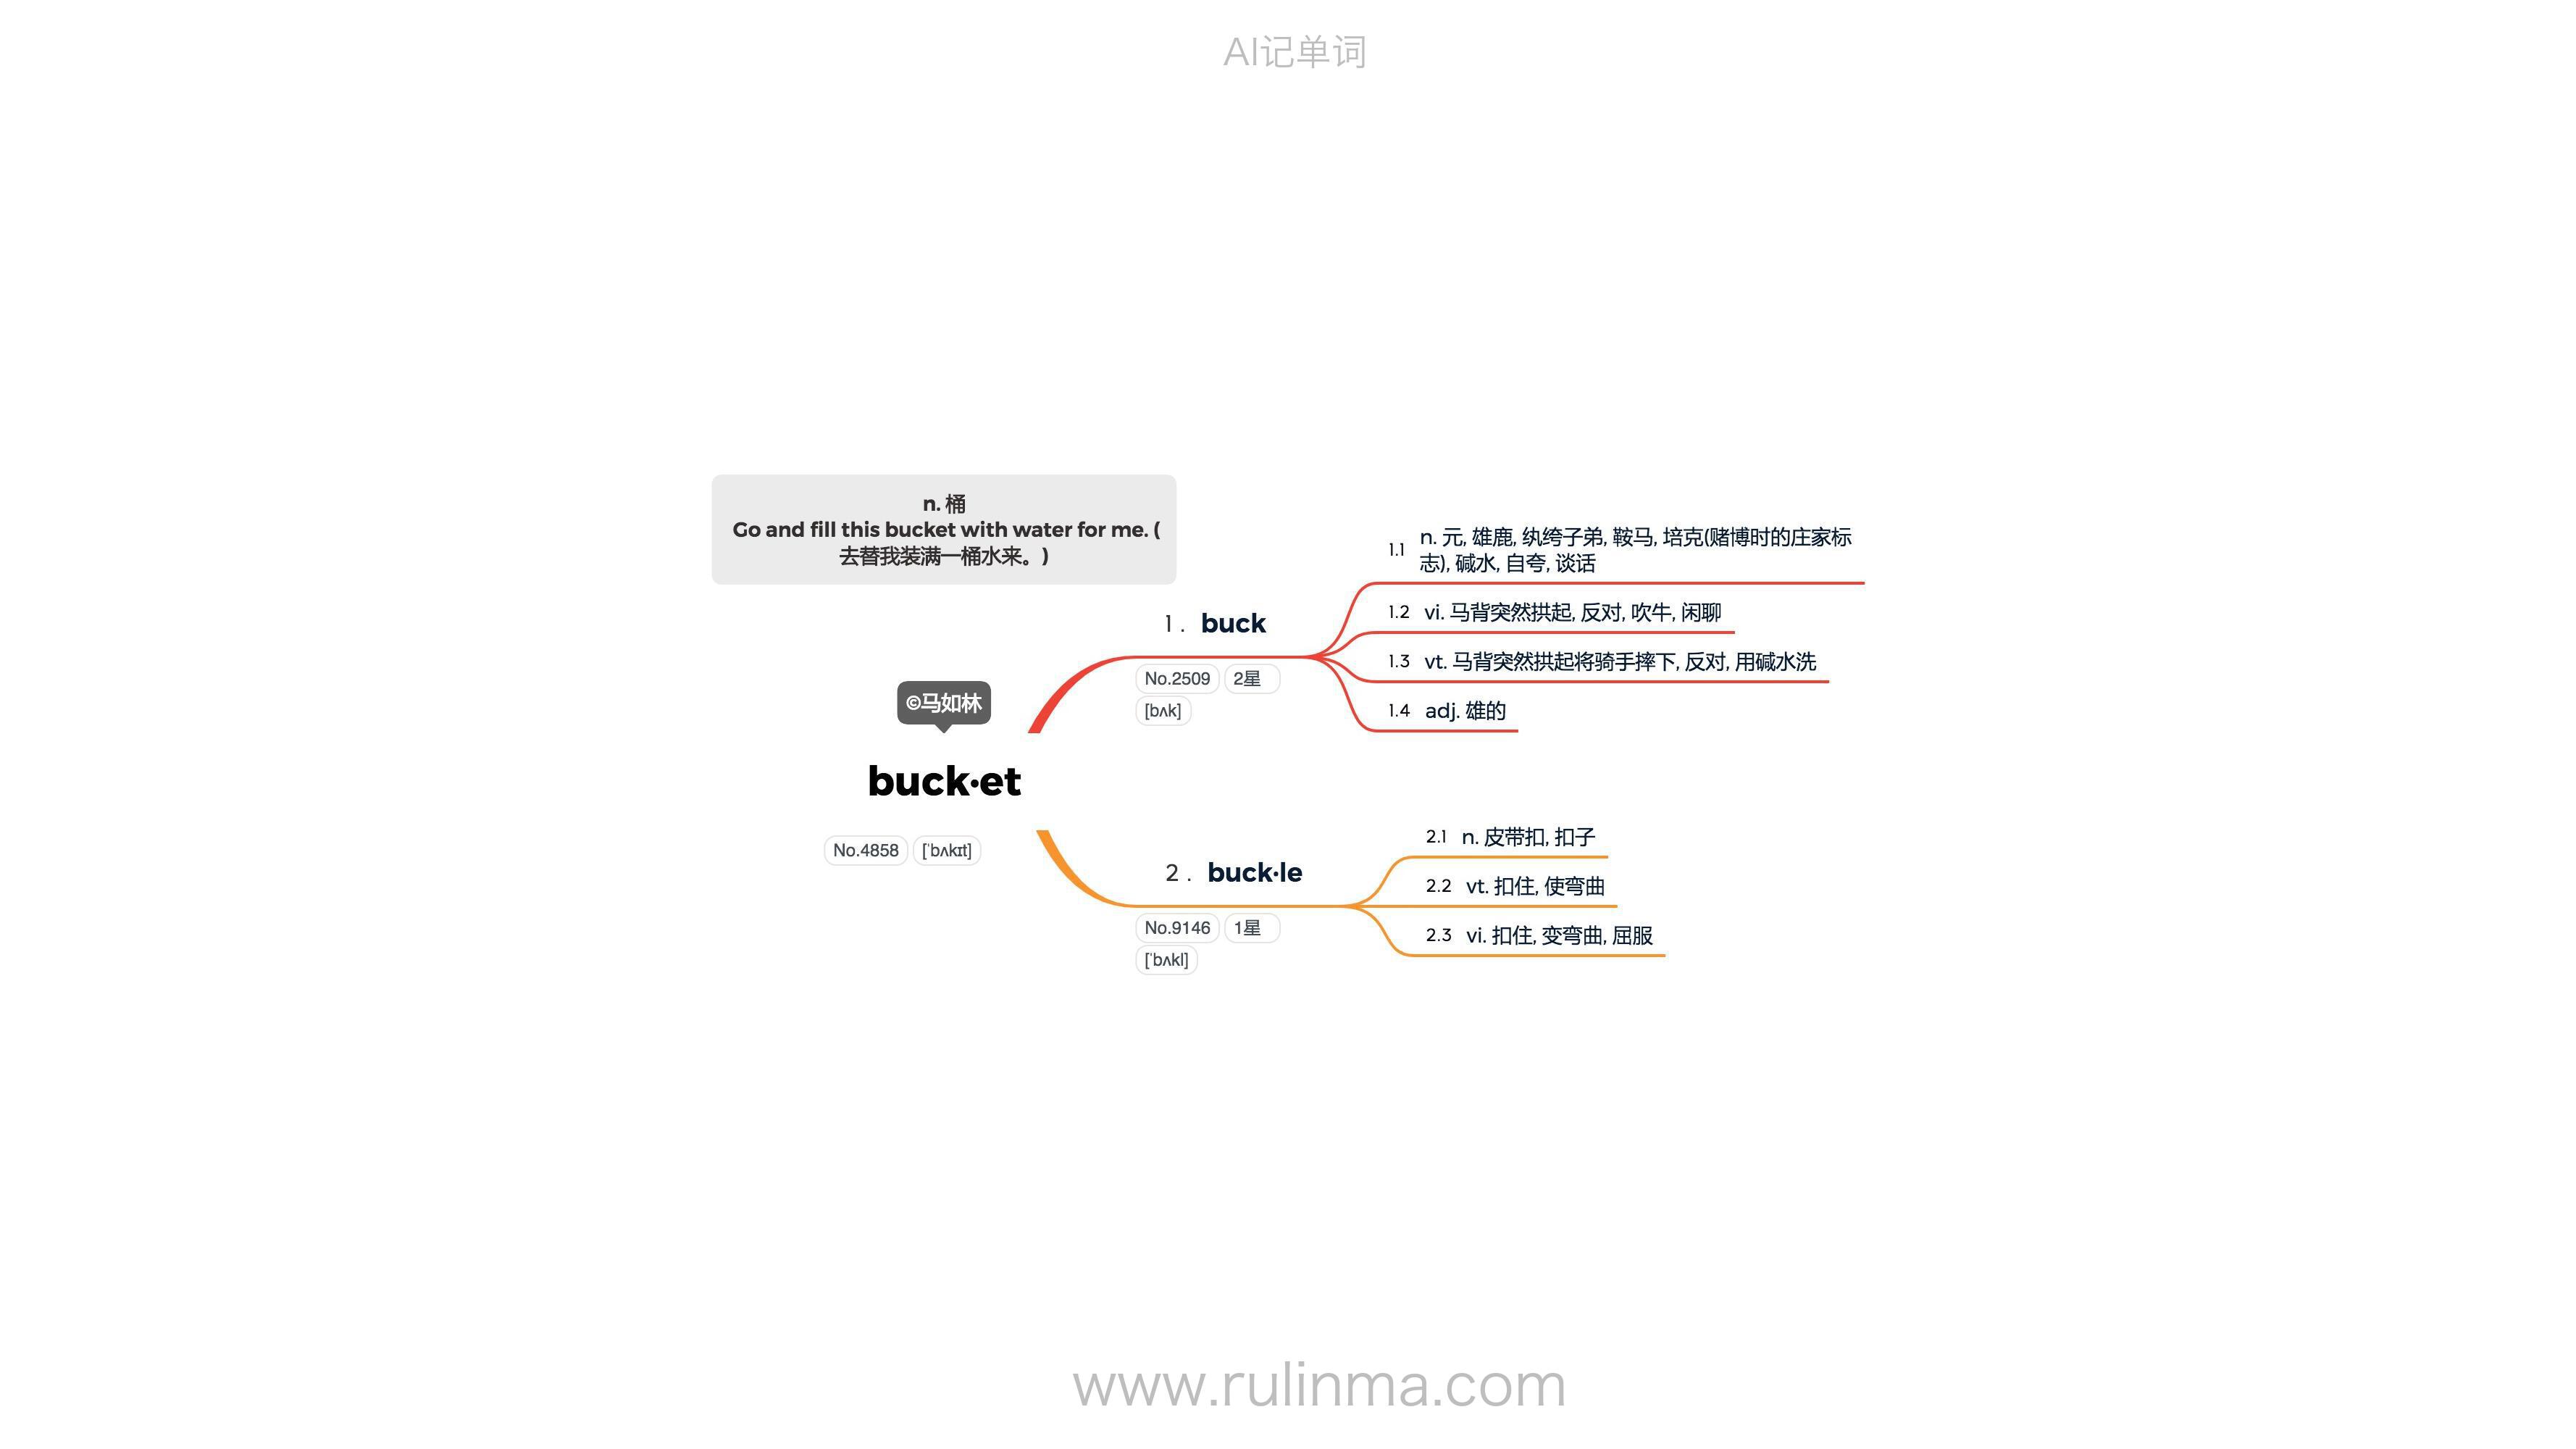 AI记单词
n. 桶
Go and fill this bucket with water for me. (
去替我装满一桶水来。)
©马如林
buck·et
No.4858 [ˈbʌkɪt]
1 . buck
No.2509 2星
[bʌk]
1.1 n. 元, 雄鹿, 纨绔子弟, 鞍马, 培克(赌博时的庄家标
志), 碱水, 自夸, 谈话
1.2 vi. 马背突然拱起, 反对, 吹牛, 闲聊
1.3 vt. 马背突然拱起将骑手摔下, 反对, 用碱水洗
1.4 adj. 雄的
2 . buck·le
No.9146 1星
[ˈbʌkl]
2.1 n. 皮带扣, 扣子
2.2 vt. 扣住, 使弯曲
2.3 vi. 扣住, 变弯曲, 屈服
www.rulinma.com